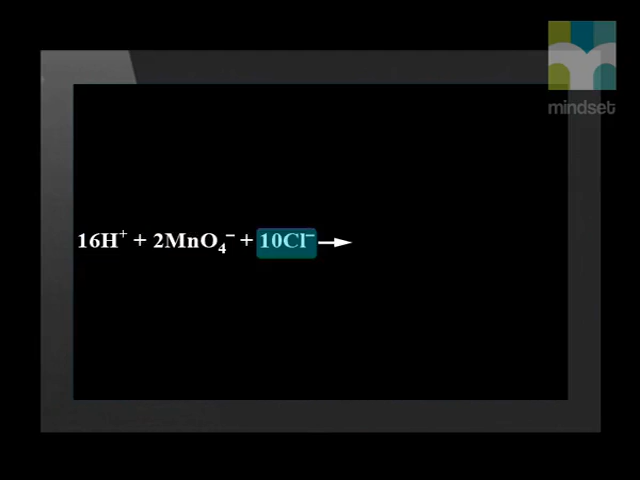 mindset
16H⁺ + 2MnO₄⁻ + 10Cl⁻ →